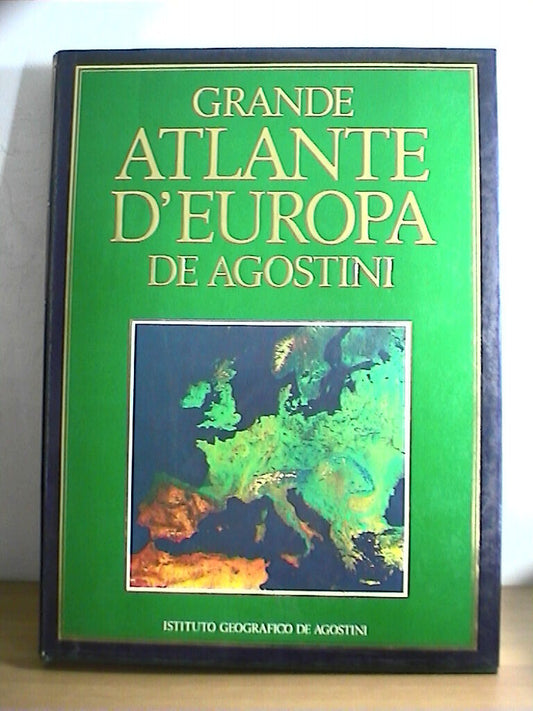 GRANDE
ATLANTE
D'EUROPA
DE AGOSTINI
ISTITUTO GEOGRAFICO DE AGOSTINI